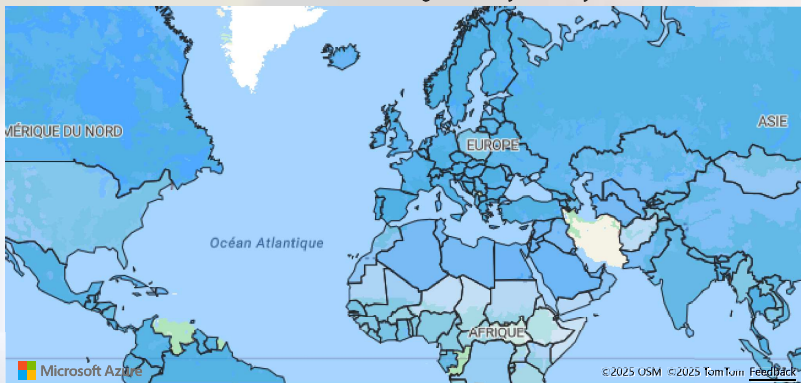 MÉRIQUE DU NORD
ASIE
EUROPE
Océan Atlantique
AFRIQUE
Microsoft Azure
©2025 OSM ©2025 TomTom Feedback